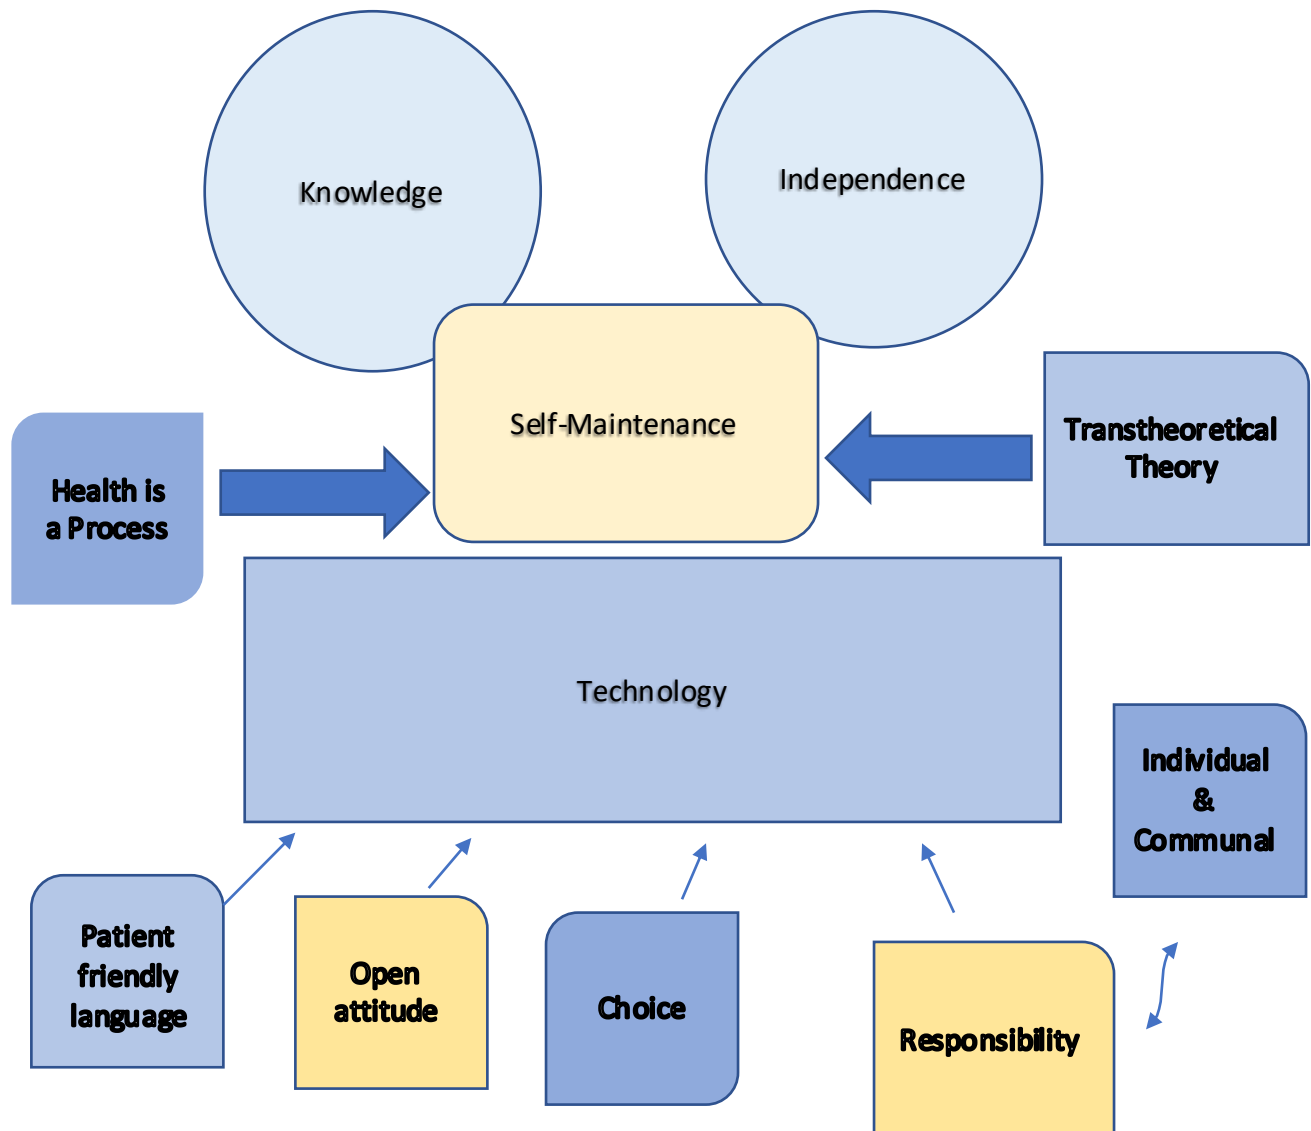 Knowledge
Independence
Self-Maintenance
Transtheoretical
Theory
Health is
a Process
Technology
Individual
&
Communal
Patient
friendly
language
Open
attitude
Choice
Responsibility